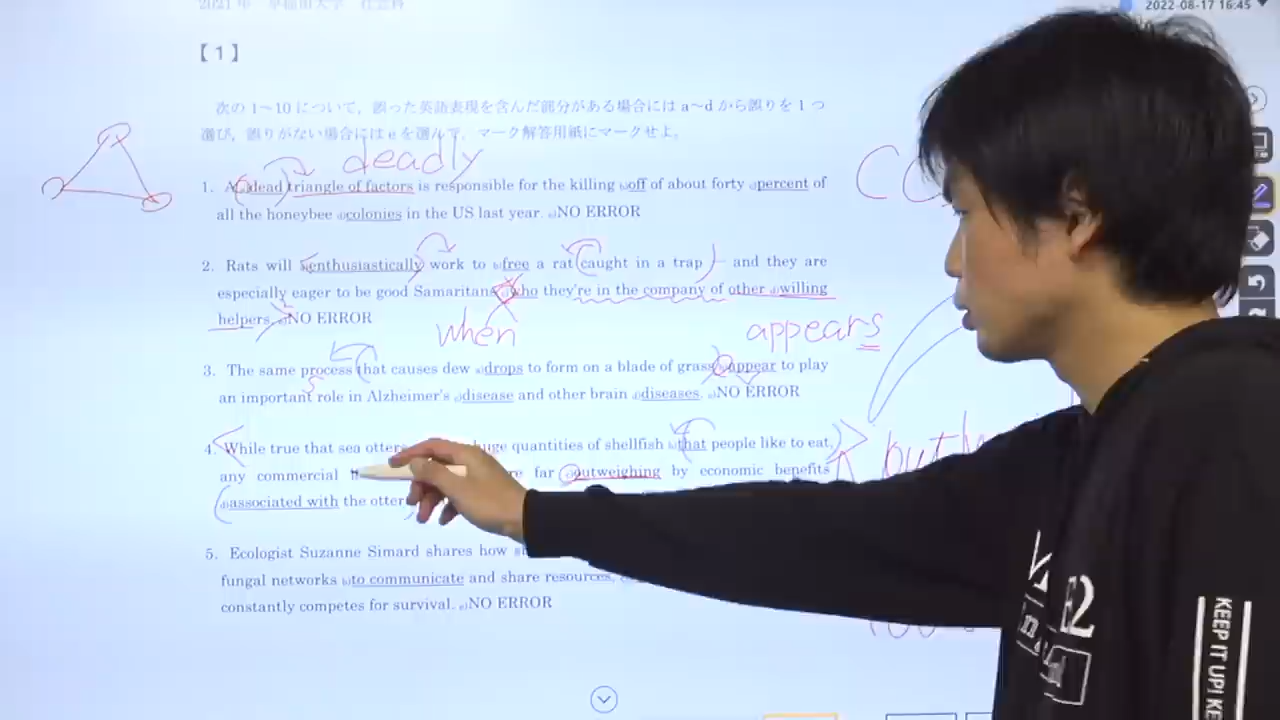 2021年 早稲田大学 社会科
2022-08-17 16:45
【1】
次の1〜10について，誤った英語表現を含んだ部分がある場合にはa〜dから誤りを1つ
選び，誤りがない場合にはeを選んで，マーク解答用紙にマークせよ。
deadly
1. A dead triangle of factors is responsible for the killing off of about forty percent of
all the honeybee colonies in the US last year. NO ERROR
2. Rats will enthusiastically work to free a rat caught in a trap, and they are
especially eager to be good Samaritans who they're in the company of other willing
helpers. NO ERROR
when
appears
3. The same process that causes dew drops to form on a blade of grass appear to play
an important role in Alzheimer's disease and other brain diseases. NO ERROR
s
4. While true that sea otters huge quantities of shellfish that people like to eat,
any commercial far outweighing by economic benefits
associated with the otter
5. Ecologist Suzanne Simard shares how
fungal networks to communicate and share resources,
constantly competes for survival. NO ERROR
KEEP IT UP! KE